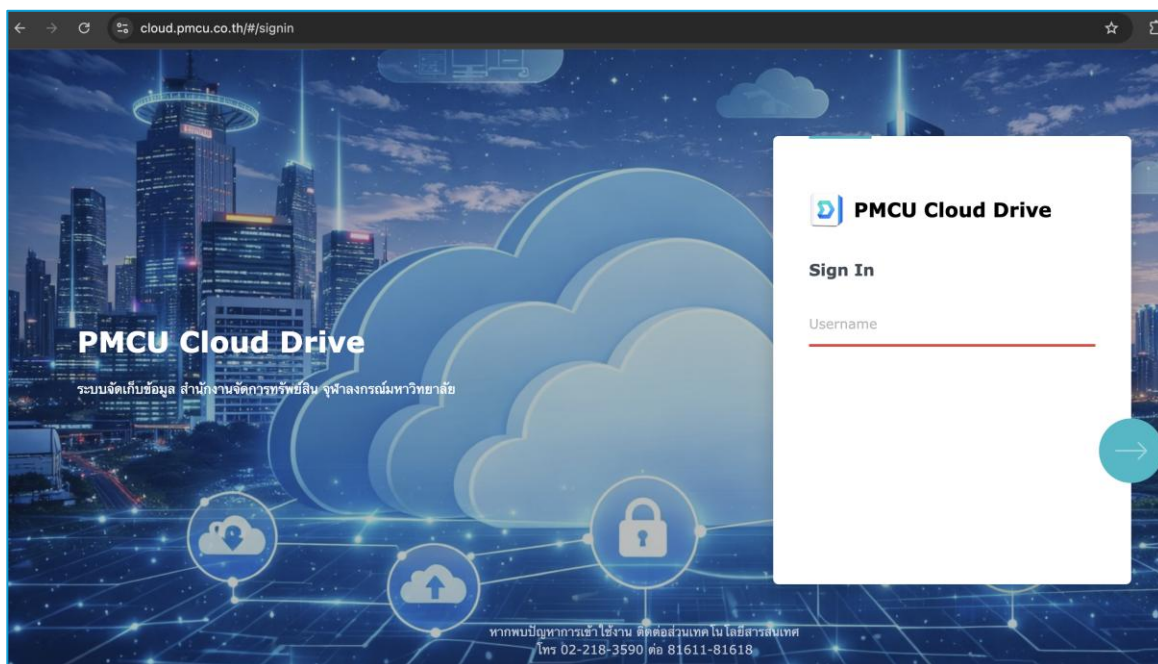 cloud.pmcu.co.th/#/signin
PMCU Cloud Drive
Sign In
Username
PMCU Cloud Drive
ระบบจัดเก็บข้อมูล สำนักงานจัดการทรัพย์สิน จุฬาลงกรณ์มหาวิทยาลัย
หากพบปัญหาการเข้าใช้งาน ติดต่อส่วนเทคโนโลยีสารสนเทศ
โทร 02-218-3590 ต่อ 81611-81618